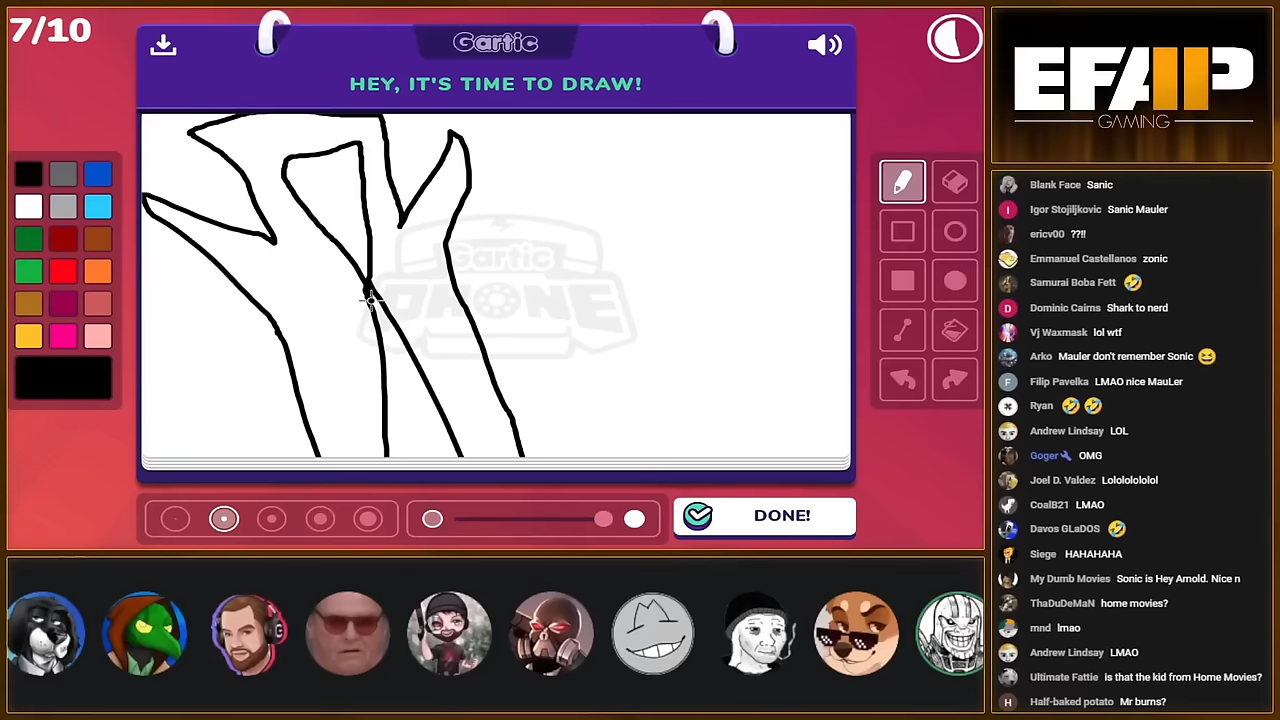 7/10
Gartic
HEY, IT'S TIME TO DRAW!
Gartic
PHONE
DONE!
EFAP
GAMING
Blank Face Sanic
Igor Stojiljkovic Sanic Mauler
ericv00 ??!!
Emmanuel Castellanos zonic
Samurai Boba Fett 🤣
D Dominic Cairns Shark to nerd
Vj Waxmask lol wtf
Arko Mauler don't remember Sonic 😆
F Filip Pavelka LMAO nice MauLer
Ryan 🤣 🤣
Andrew Lindsay LOL
Goger OMG
Joel D. Valdez Lolololololol
CoalB21 LMAO
Davos GLaDOS 🤣
Siege HAHAHAHA
My Dumb Movies Sonic is Hey Arnold. Nice n
ThaDuDeMaN home movies?
mnd lmao
Andrew Lindsay LMAO
Ultimate Fattie is that the kid from Home Movies?
H Half-baked potato Mr burns?